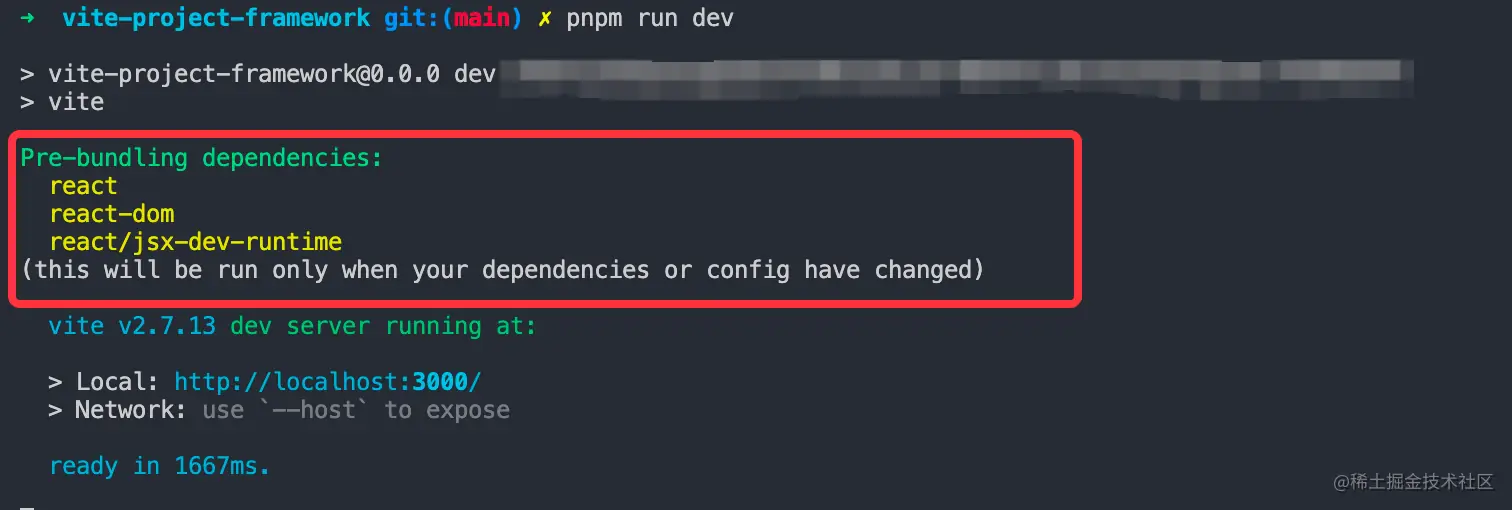 ➜ vite-project-framework git:(main) ✗ pnpm run dev
> vite-project-framework@0.0.0 dev
> vite
Pre-bundling dependencies:
react
react-dom
react/jsx-dev-runtime
(this will be run only when your dependencies or config have changed)
vite v2.7.13 dev server running at:
> Local: http://localhost:3000/
> Network: use `--host` to expose
ready in 1667ms.
@稀土掘金技术社区